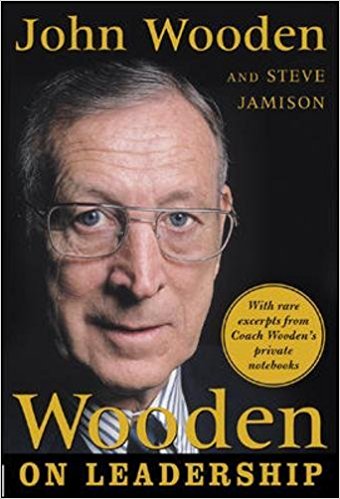 John Wooden
AND STEVE
JAMISON
With rare
excerpts from
Coach Wooden's
private
notebooks
Wooden
ON LEADERSHIP